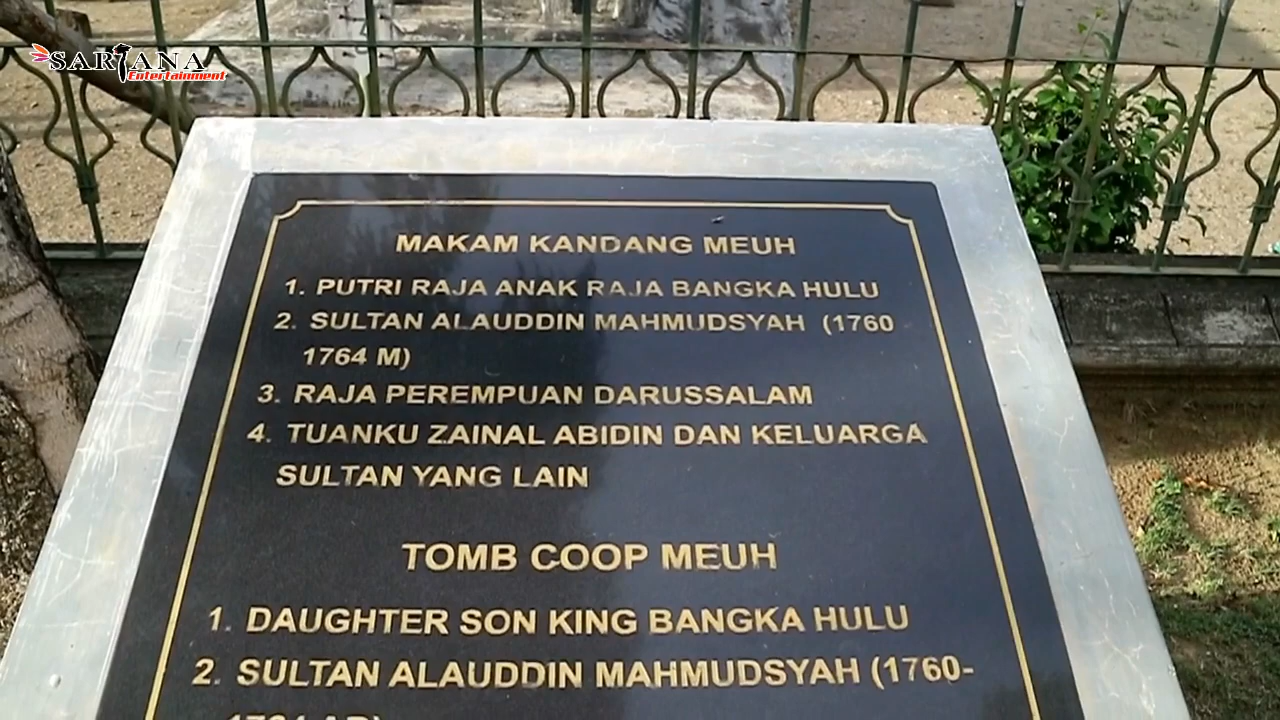 SARIANA
Entertainment
MAKAM KANDANG MEUH
1. PUTRI RAJA ANAK RAJA BANGKA HULU
2. SULTAN ALAUDDIN MAHMUDSYAH (1760
1764 M)
3. RAJA PEREMPUAN DARUSSALAM
4. TUANKU ZAINAL ABIDIN DAN KELUARGA
SULTAN YANG LAIN
TOMB COOP MEUH
1. DAUGHTER SON KING BANGKA HULU
2. SULTAN ALAUDDIN MAHMUDSYAH (1760-